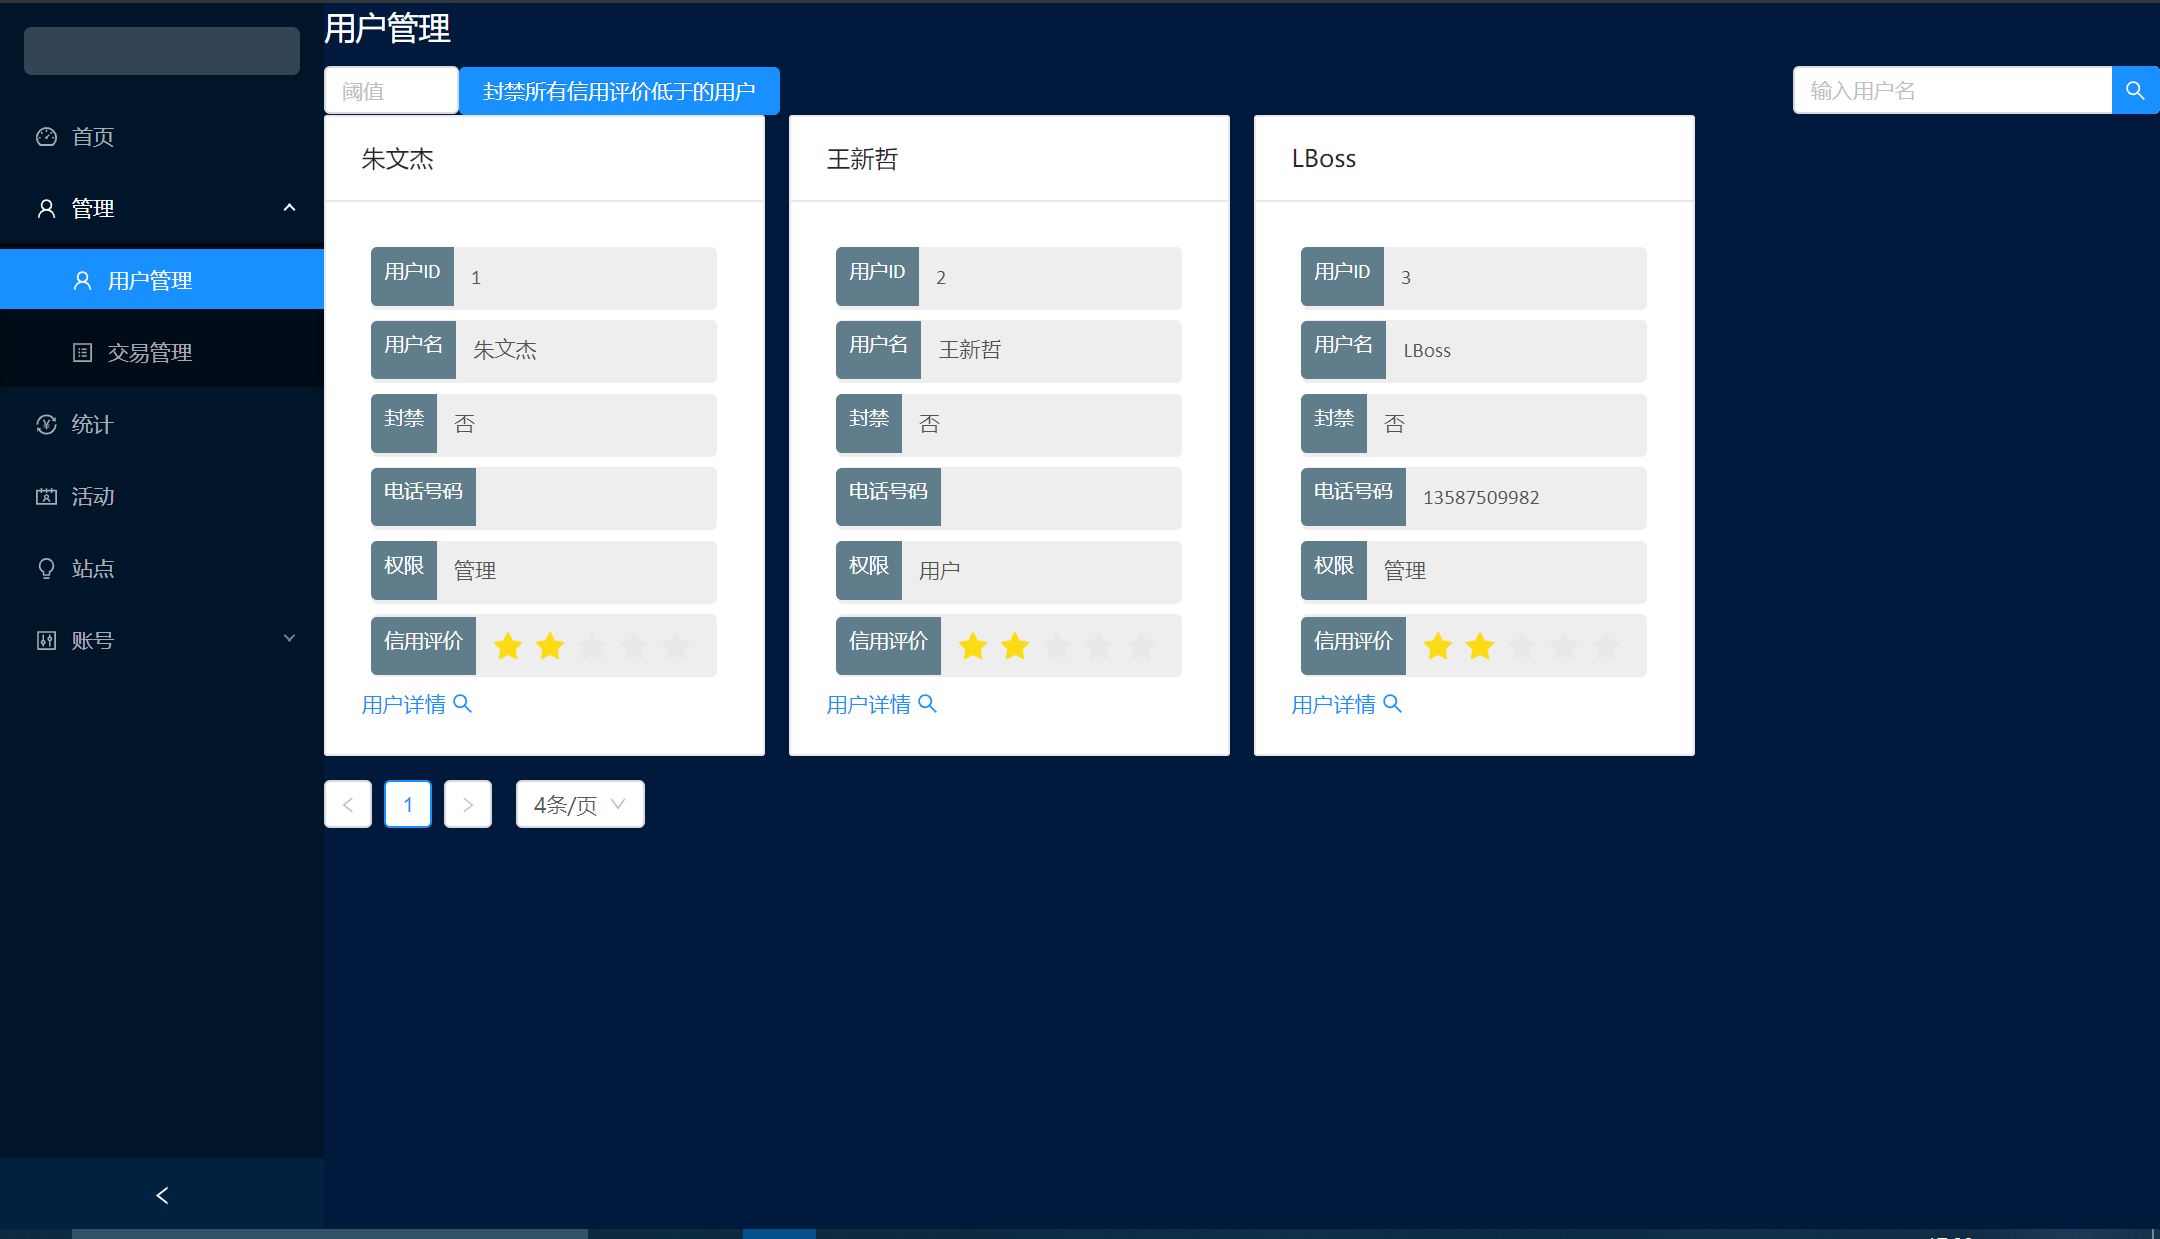 用户管理
阈值
封禁所有信用评价低于的用户
输入用户名
首页
管理
用户管理
交易管理
统计
活动
站点
账号
朱文杰
用户ID 1
用户名 朱文杰
封禁 否
电话号码
权限 管理
信用评价
用户详情
王新哲
用户ID 2
用户名 王新哲
封禁 否
电话号码
权限 用户
信用评价
用户详情
LBoss
用户ID 3
用户名 LBoss
封禁 否
电话号码 13587509982
权限 管理
信用评价
用户详情
1
4条/页